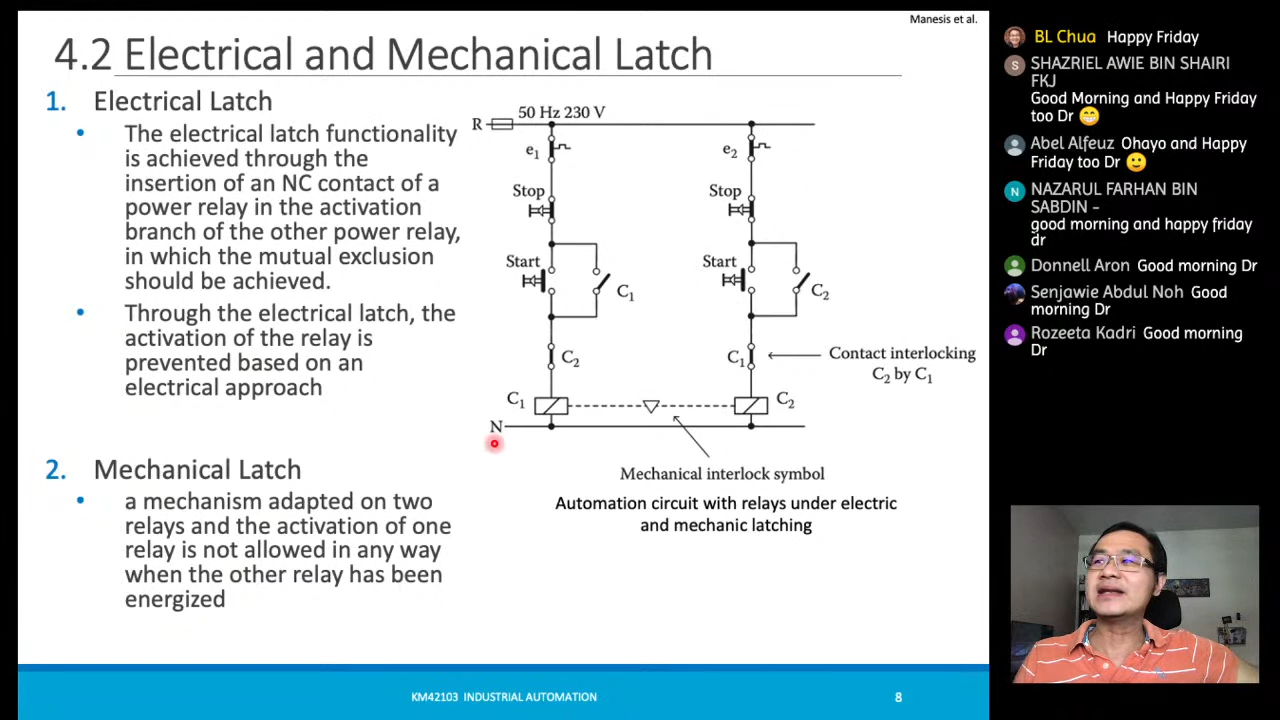 Manesis et al.
4.2 Electrical and Mechanical Latch
1. Electrical Latch
• The electrical latch functionality
is achieved through the
insertion of an NC contact of a
power relay in the activation
branch of the other power relay,
in which the mutual exclusion
should be achieved.
• Through the electrical latch, the
activation of the relay is
prevented based on an
electrical approach
2. Mechanical Latch
• a mechanism adapted on two
relays and the activation of one
relay is not allowed in any way
when the other relay has been
energized
50 Hz 230 V
R
e1
e2
Stop
Stop
Start
Start
C1
C2
C2
C1
Contact interlocking
C2 by C1
C1
C2
N
Mechanical interlock symbol
Automation circuit with relays under electric
and mechanic latching
KM42103 INDUSTRIAL AUTOMATION
8
BL Chua Happy Friday
S
SHAZRIEL AWIE BIN SHAIRI
FKJ
Good Morning and Happy Friday
too Dr 😁
Abel Alfeuz Ohayo and Happy
Friday too Dr 🙂
N
NAZARUL FARHAN BIN
SABDIN -
good morning and happy friday
dr
Donnell Aron Good morning Dr
Senjawie Abdul Noh Good
morning Dr
Rozeeta Kadri Good morning
Dr